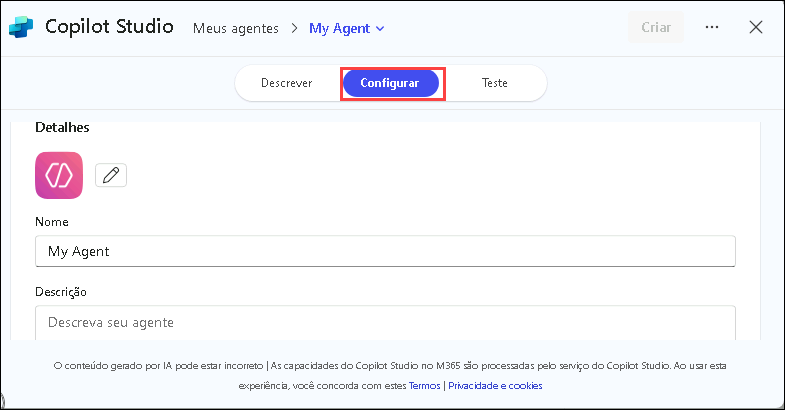 Copilot Studio Meus agentes > My Agent Criar ...
Descrever Configurar Teste
Detalhes
Nome
My Agent
Descrição
Descreva seu agente
O conteúdo gerado por IA pode estar incorreto | As capacidades do Copilot Studio no M365 são processadas pelo serviço do Copilot Studio. Ao usar esta
experiência, você concorda com estes Termos | Privacidade e cookies